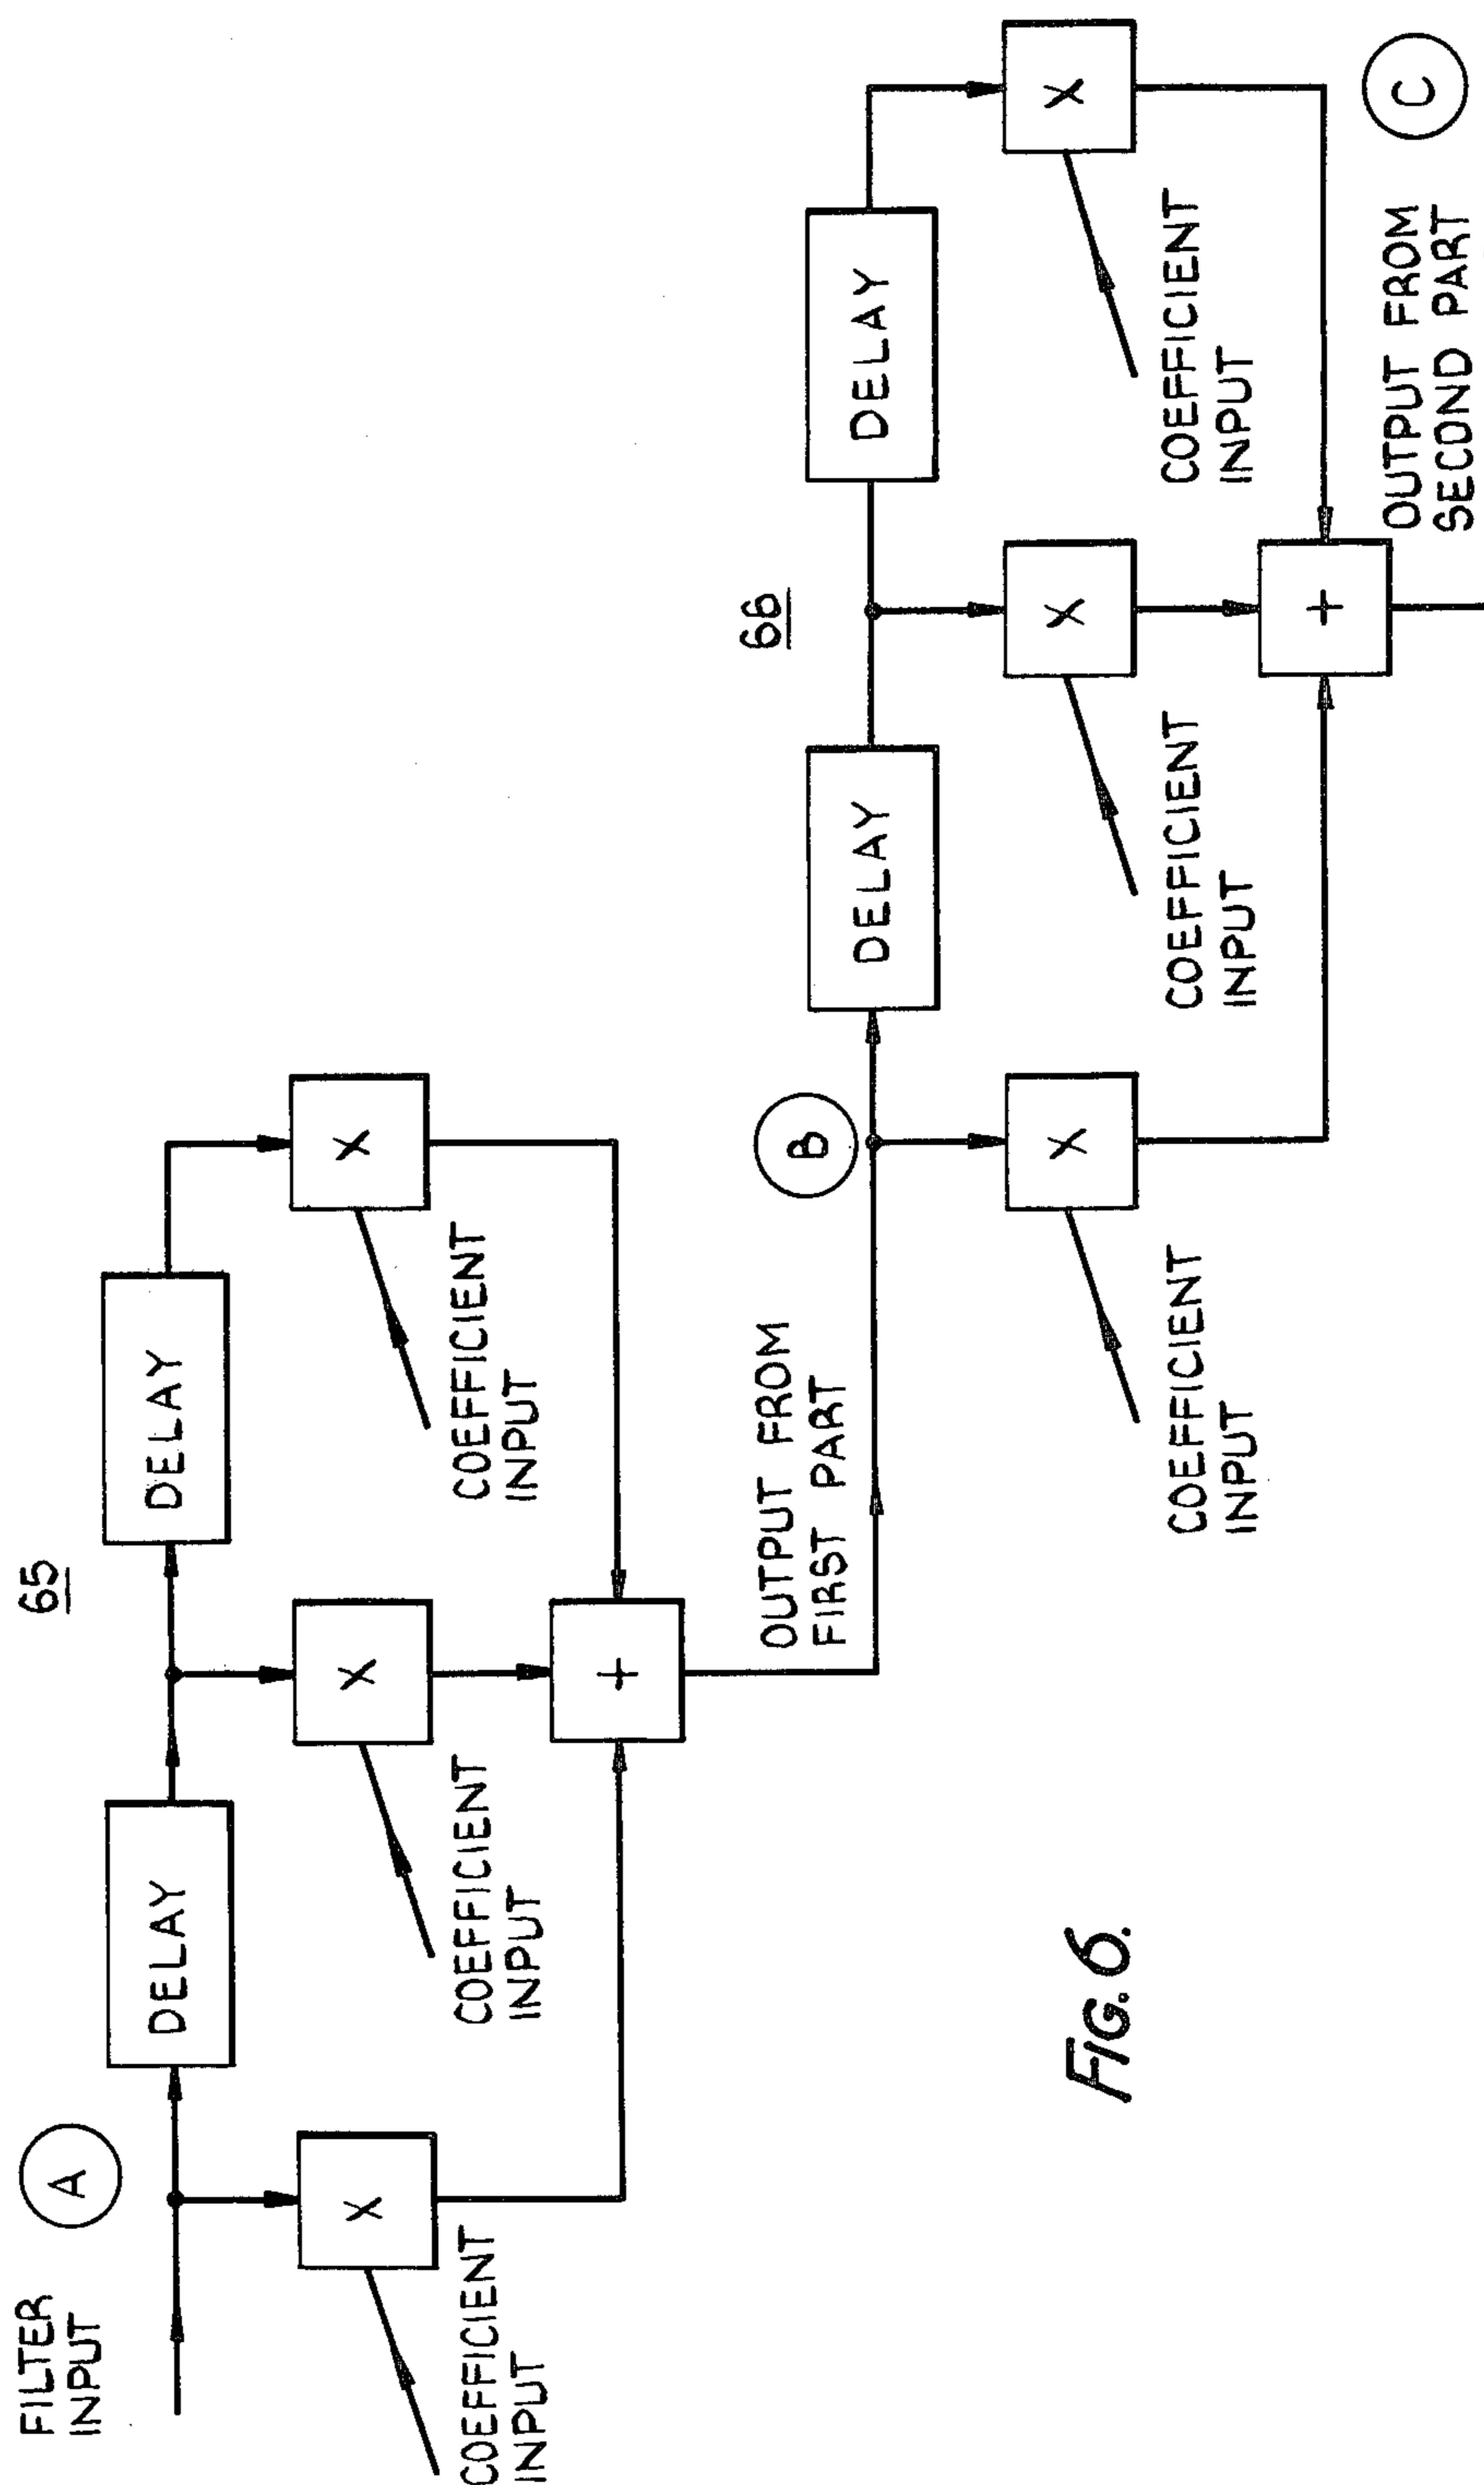 FILTER
INPUT
A
65
DELAY
DELAY
X
X
X
COEFFICIENT
INPUT
COEFFICIENT
INPUT
COEFFICIENT
INPUT
+
OUTPUT FROM
FIRST PART
B
66
DELAY
DELAY
X
X
X
COEFFICIENT
INPUT
COEFFICIENT
INPUT
COEFFICIENT
INPUT
+
OUTPUT FROM
SECOND PART
C
FIG. 6.